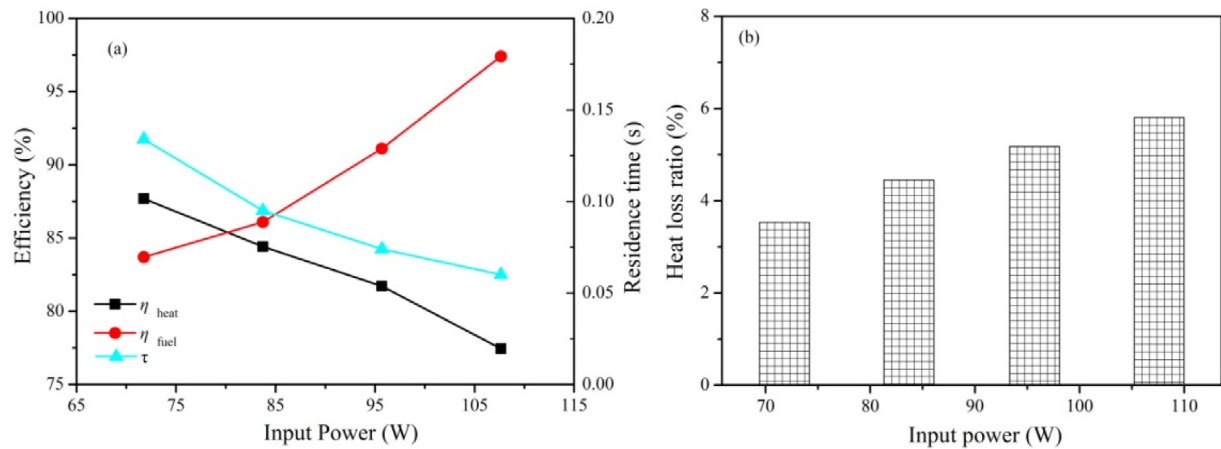 (a)
100
95
90
85
80
75
Efficiency (%)
η heat
η fuel
τ
0.20
0.15
0.10
0.05
0.00
Residence time (s)
65 75 85 95 105 115
Input Power (W)
(b)
8
6
4
2
0
Heat loss ratio (%)
70 80 90 100 110
Input power (W)